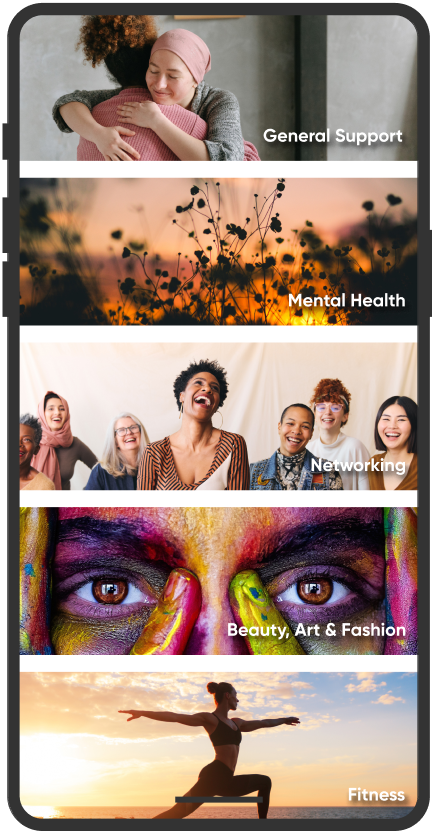 General Support
Mental Health
Networking
Beauty, Art & Fashion
Fitness